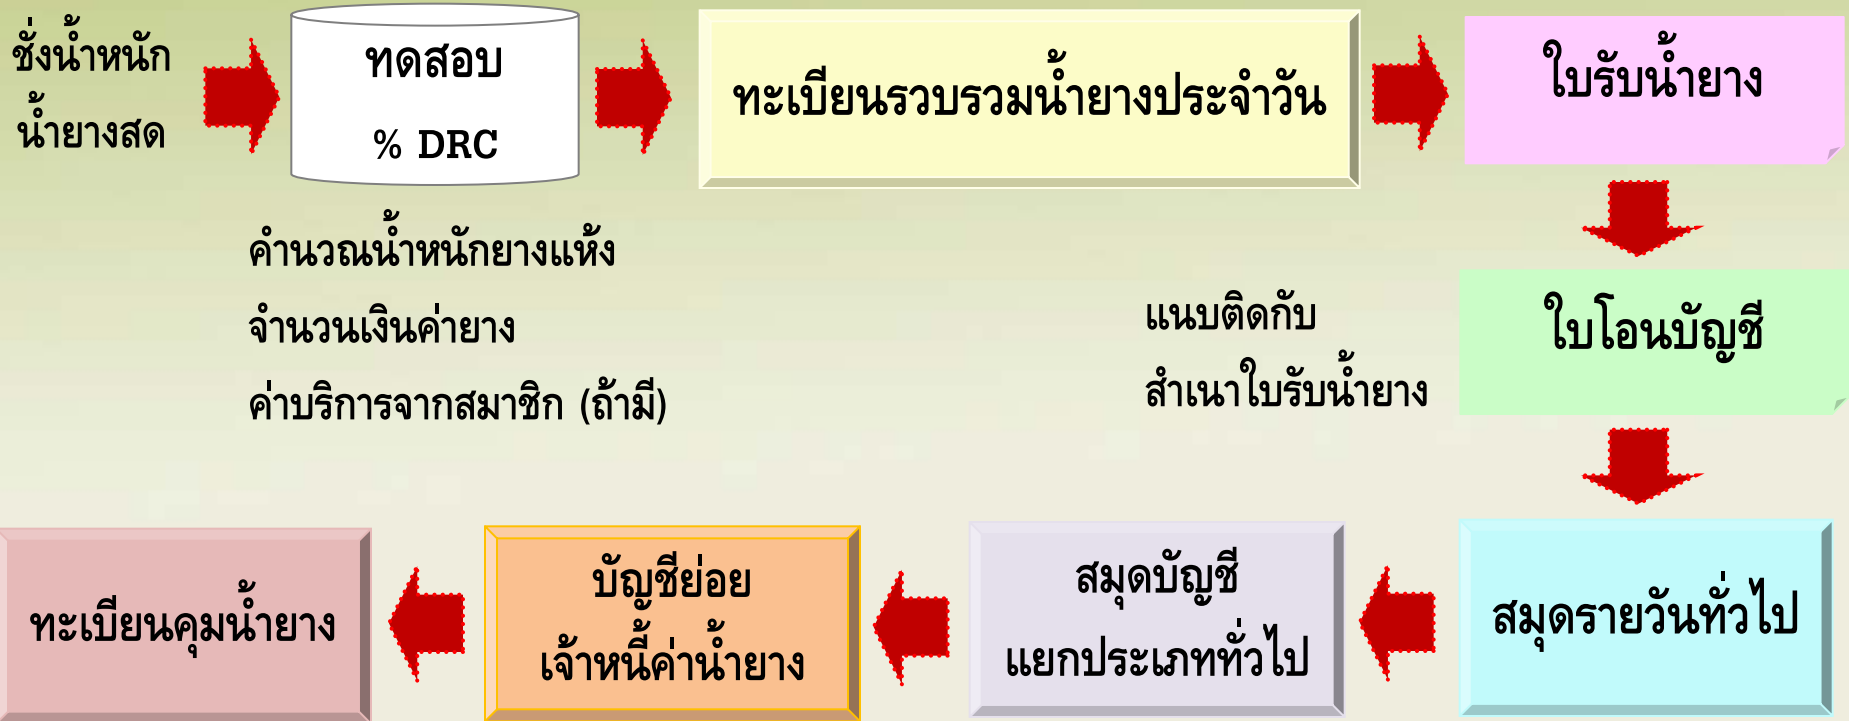 ชั่งน้ำหนัก
น้ำยางสด
ทดสอบ
% DRC
ทะเบียนรวบรวมน้ำยางประจำวัน
ใบรับน้ำยาง
คำนวณน้ำหนักยางแห้ง
จำนวนเงินค่ายาง
ค่าบริการจากสมาชิก (ถ้ามี)
แนบติดกับ
สำเนาใบรับน้ำยาง
ใบโอนบัญชี
สมุดรายวันทั่วไป
สมุดบัญชี
แยกประเภททั่วไป
บัญชีย่อย
เจ้าหนี้ค่าน้ำยาง
ทะเบียนคุมน้ำยาง